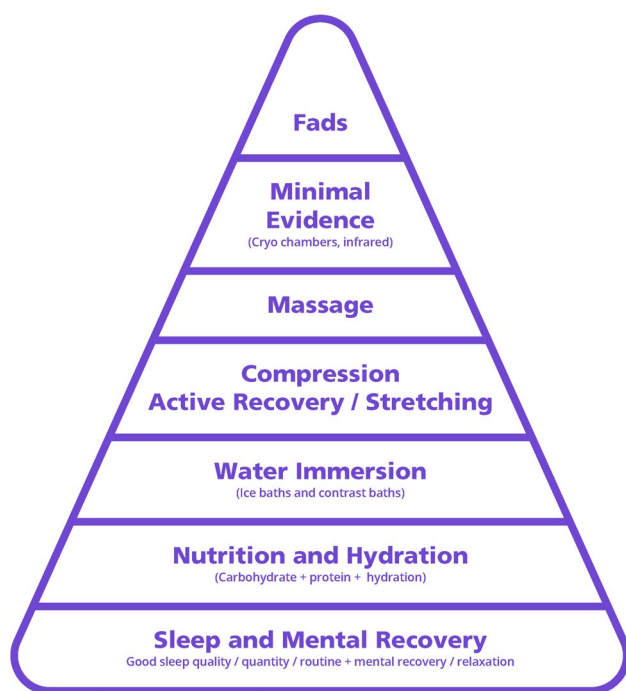 Fads
Minimal
Evidence
(Cryo chambers, infrared)
Massage
Compression
Active Recovery / Stretching
Water Immersion
(Ice baths and contrast baths)
Nutrition and Hydration
(Carbohydrate + protein + hydration)
Sleep and Mental Recovery
Good sleep quality / quantity / routine + mental recovery / relaxation